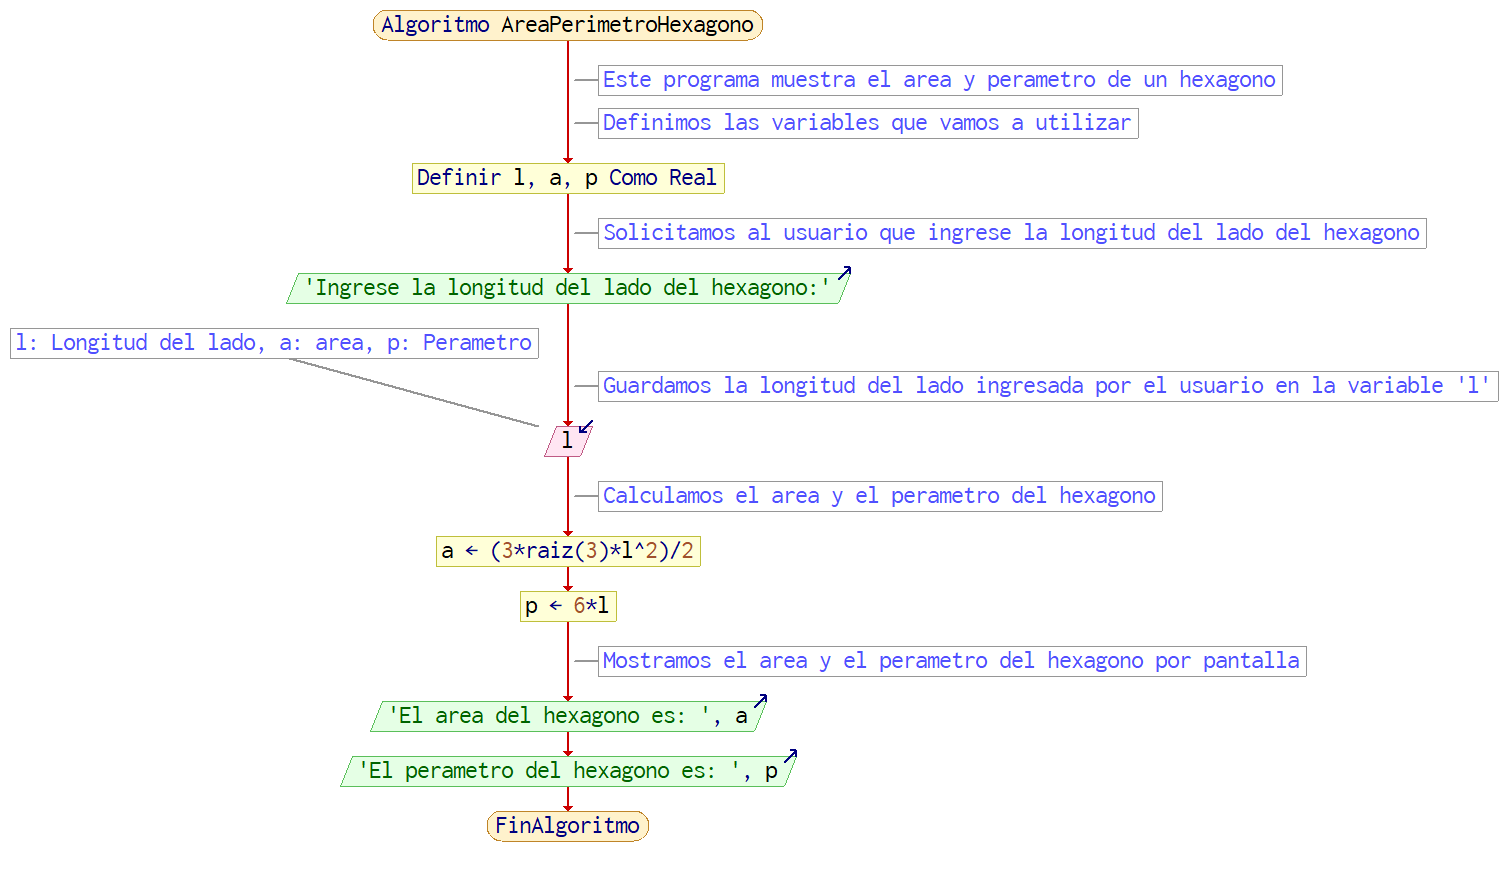 Algoritmo AreaPerimetroHexagono
Este programa muestra el area y perametro de un hexagono
Definimos las variables que vamos a utilizar
Definir l, a, p Como Real
Solicitamos al usuario que ingrese la longitud del lado del hexagono
'Ingrese la longitud del lado del hexagono:'
l: Longitud del lado, a: area, p: Perametro
Guardamos la longitud del lado ingresada por el usuario en la variable 'l'
l
Calculamos el area y el perametro del hexagono
a ← (3*raiz(3)*l^2)/2
p ← 6*l
Mostramos el area y el perametro del hexagono por pantalla
'El area del hexagono es: ', a
'El perametro del hexagono es: ', p
FinAlgoritmo